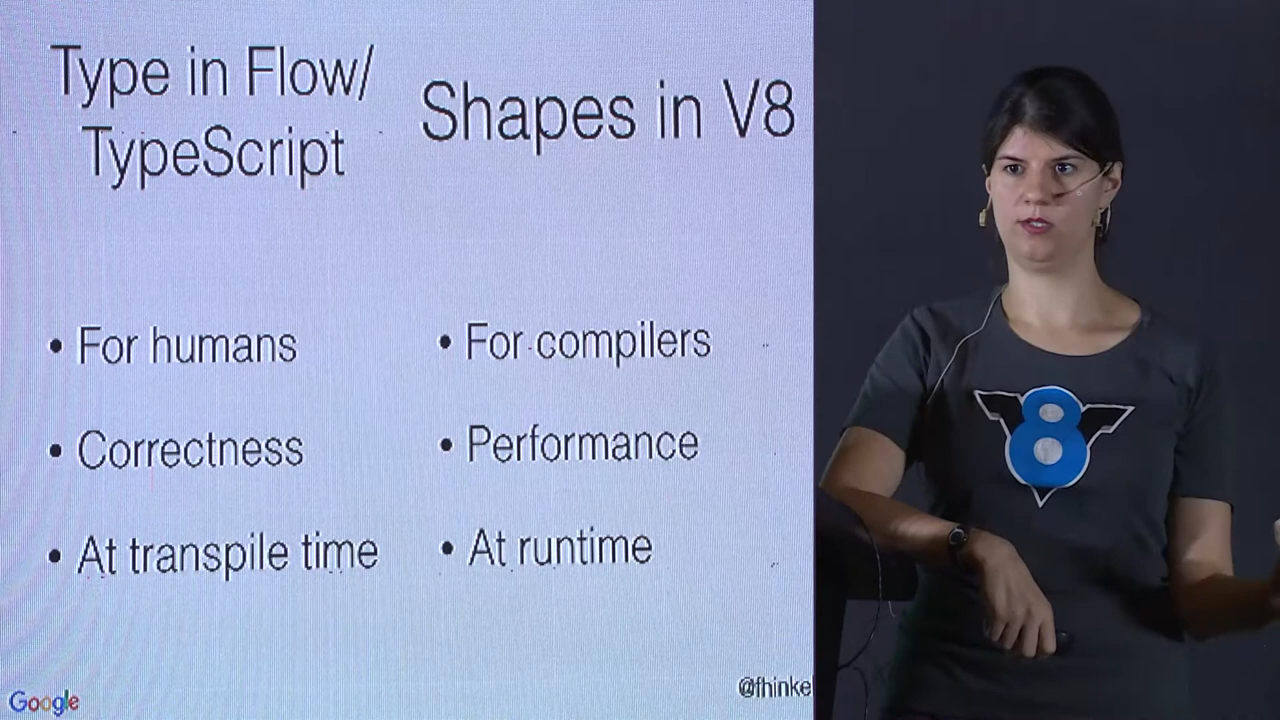 Type in Flow/
TypeScript
Shapes in V8
• For humans
• Correctness
• At transpile time
• For compilers
• Performance
• At runtime
Google
@fhinkel
8